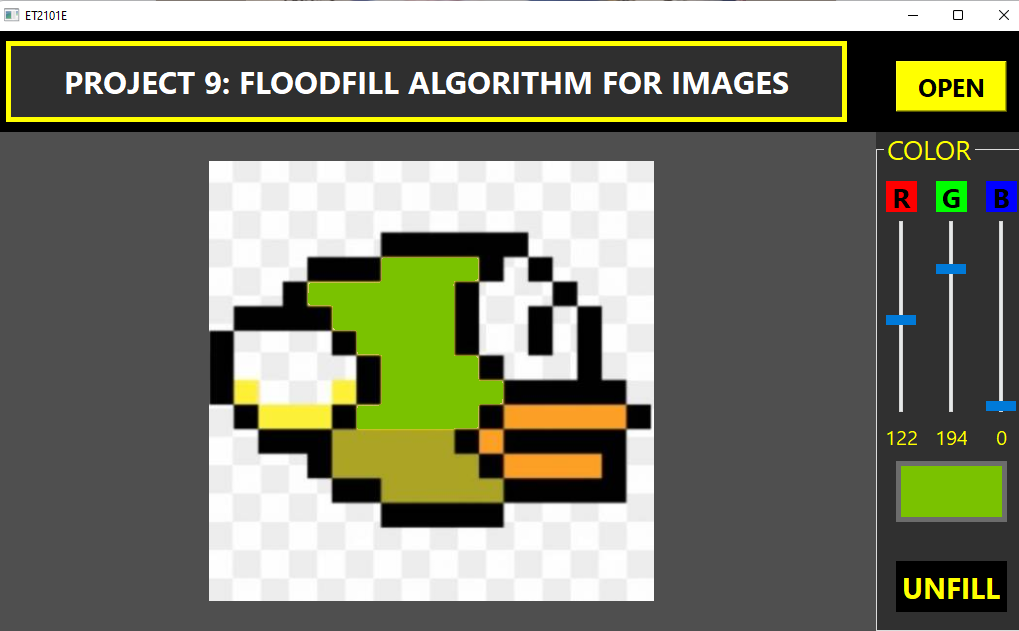 ET2101E
PROJECT 9: FLOODFILL ALGORITHM FOR IMAGES
OPEN
COLOR
R G B
122 194 0
UNFILL